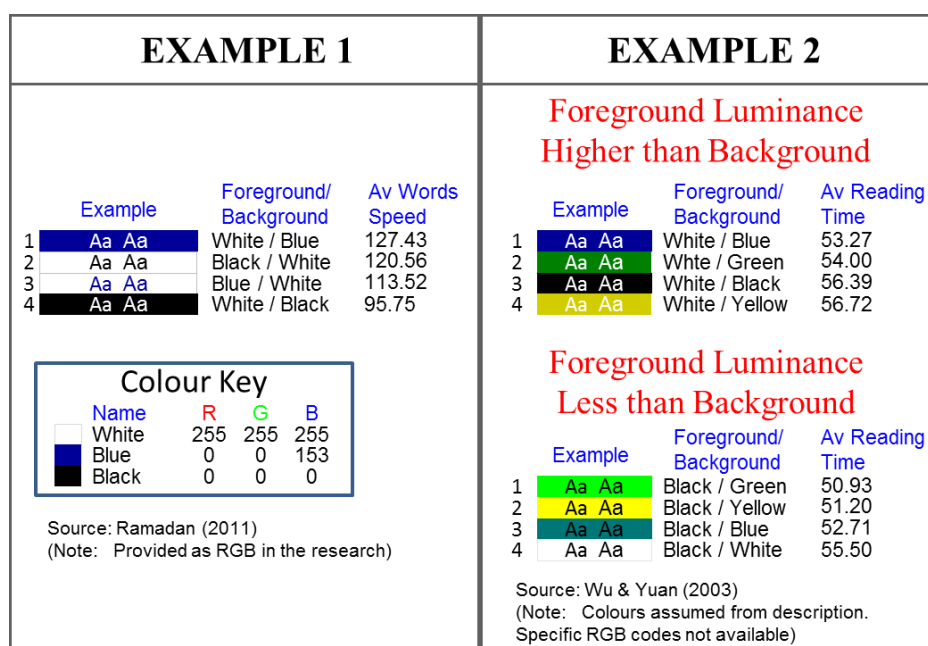 EXAMPLE 1
Example Foreground/ Background Av Words Speed
1 Aa Aa White / Blue 127.43
2 Aa Aa Black / White 120.56
3 Aa Aa Blue / White 113.52
4 Aa Aa White / Black 95.75
Colour Key
Name R G B
White 255 255 255
Blue 0 0 153
Black 0 0 0
Source: Ramadan (2011)
(Note: Provided as RGB in the research)
EXAMPLE 2
Foreground Luminance
Higher than Background
Example Foreground/ Background Av Reading Time
1 Aa Aa White / Blue 53.27
2 Aa Aa Whte / Green 54.00
3 Aa Aa White / Black 56.39
4 Aa Aa White / Yellow 56.72
Foreground Luminance
Less than Background
Example Foreground/ Background Av Reading Time
1 Aa Aa Black / Green 50.93
2 Aa Aa Black / Yellow 51.20
3 Aa Aa Black / Blue 52.71
4 Aa Aa Black / White 55.50
Source: Wu & Yuan (2003)
(Note: Colours assumed from description.
Specific RGB codes not available)